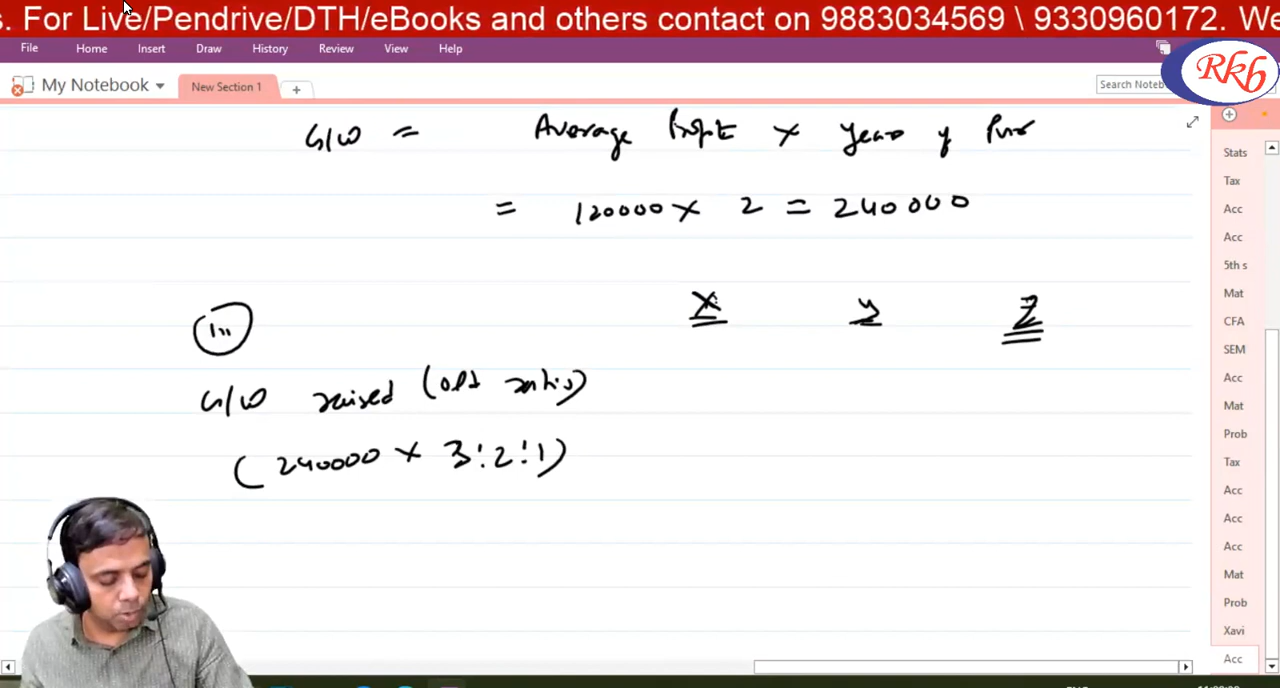 s. For Live/Pendrive/DTH/eBooks and others contact on 9883034569 \ 9330960172. We
File Home Insert Draw History Review View Help
Rkb
My Notebook New Section 1 + Search Noteb
G/W = Average Profit × Years of Pur
= 120000 × 2 = 240000
X Y Z
G/W raised (old ratio)
(240000 × 3:2:1)
Stats
Tax
Acc
Acc
5th s
Mat
CFA
SEM
Acc
Mat
Prob
Tax
Acc
Acc
Acc
Mat
Prob
Xavi
Acc